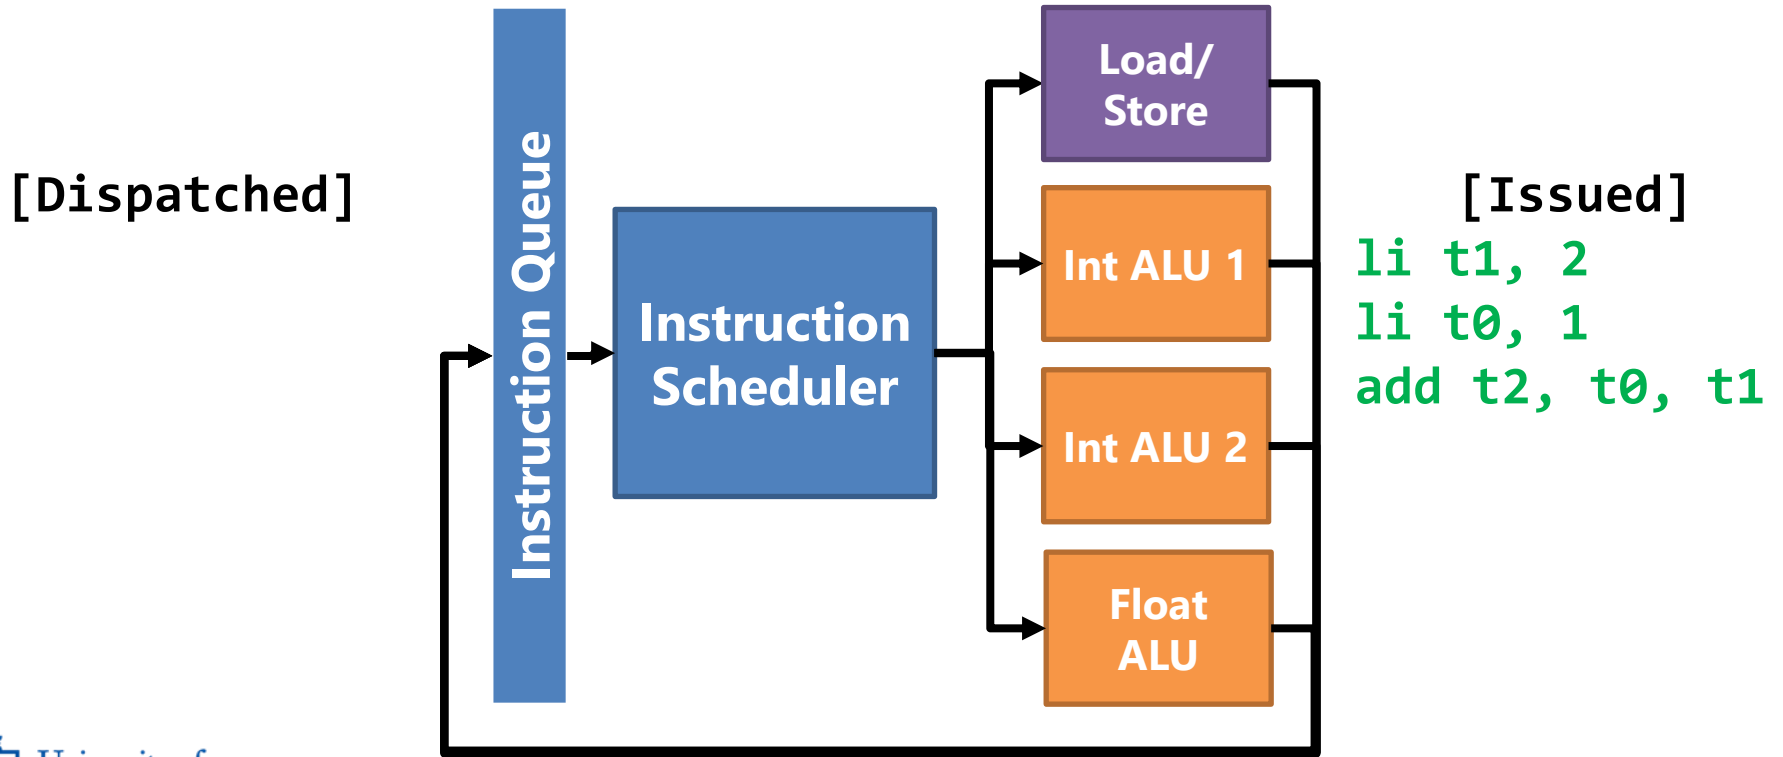 [Dispatched]
Instruction Queue
Instruction
Scheduler
Load/
Store
Int ALU 1
Int ALU 2
Float
ALU
[Issued]
li t1, 2
li t0, 1
add t2, t0, t1